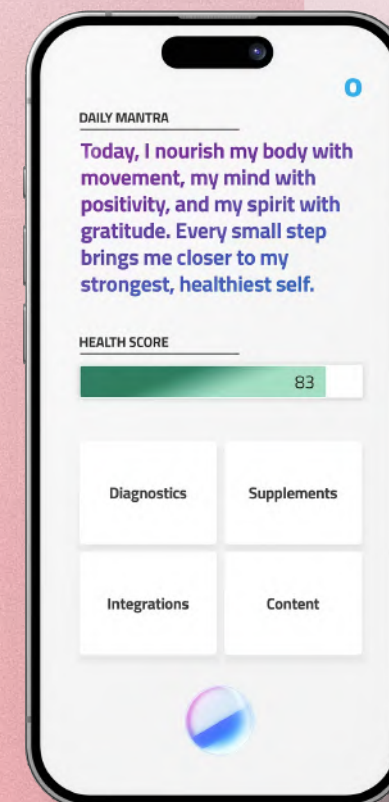 O
DAILY MANTRA
Today, I nourish my body with
movement, my mind with
positivity, and my spirit with
gratitude. Every small step
brings me closer to my
strongest, healthiest self.
HEALTH SCORE
83
Diagnostics
Supplements
Integrations
Content